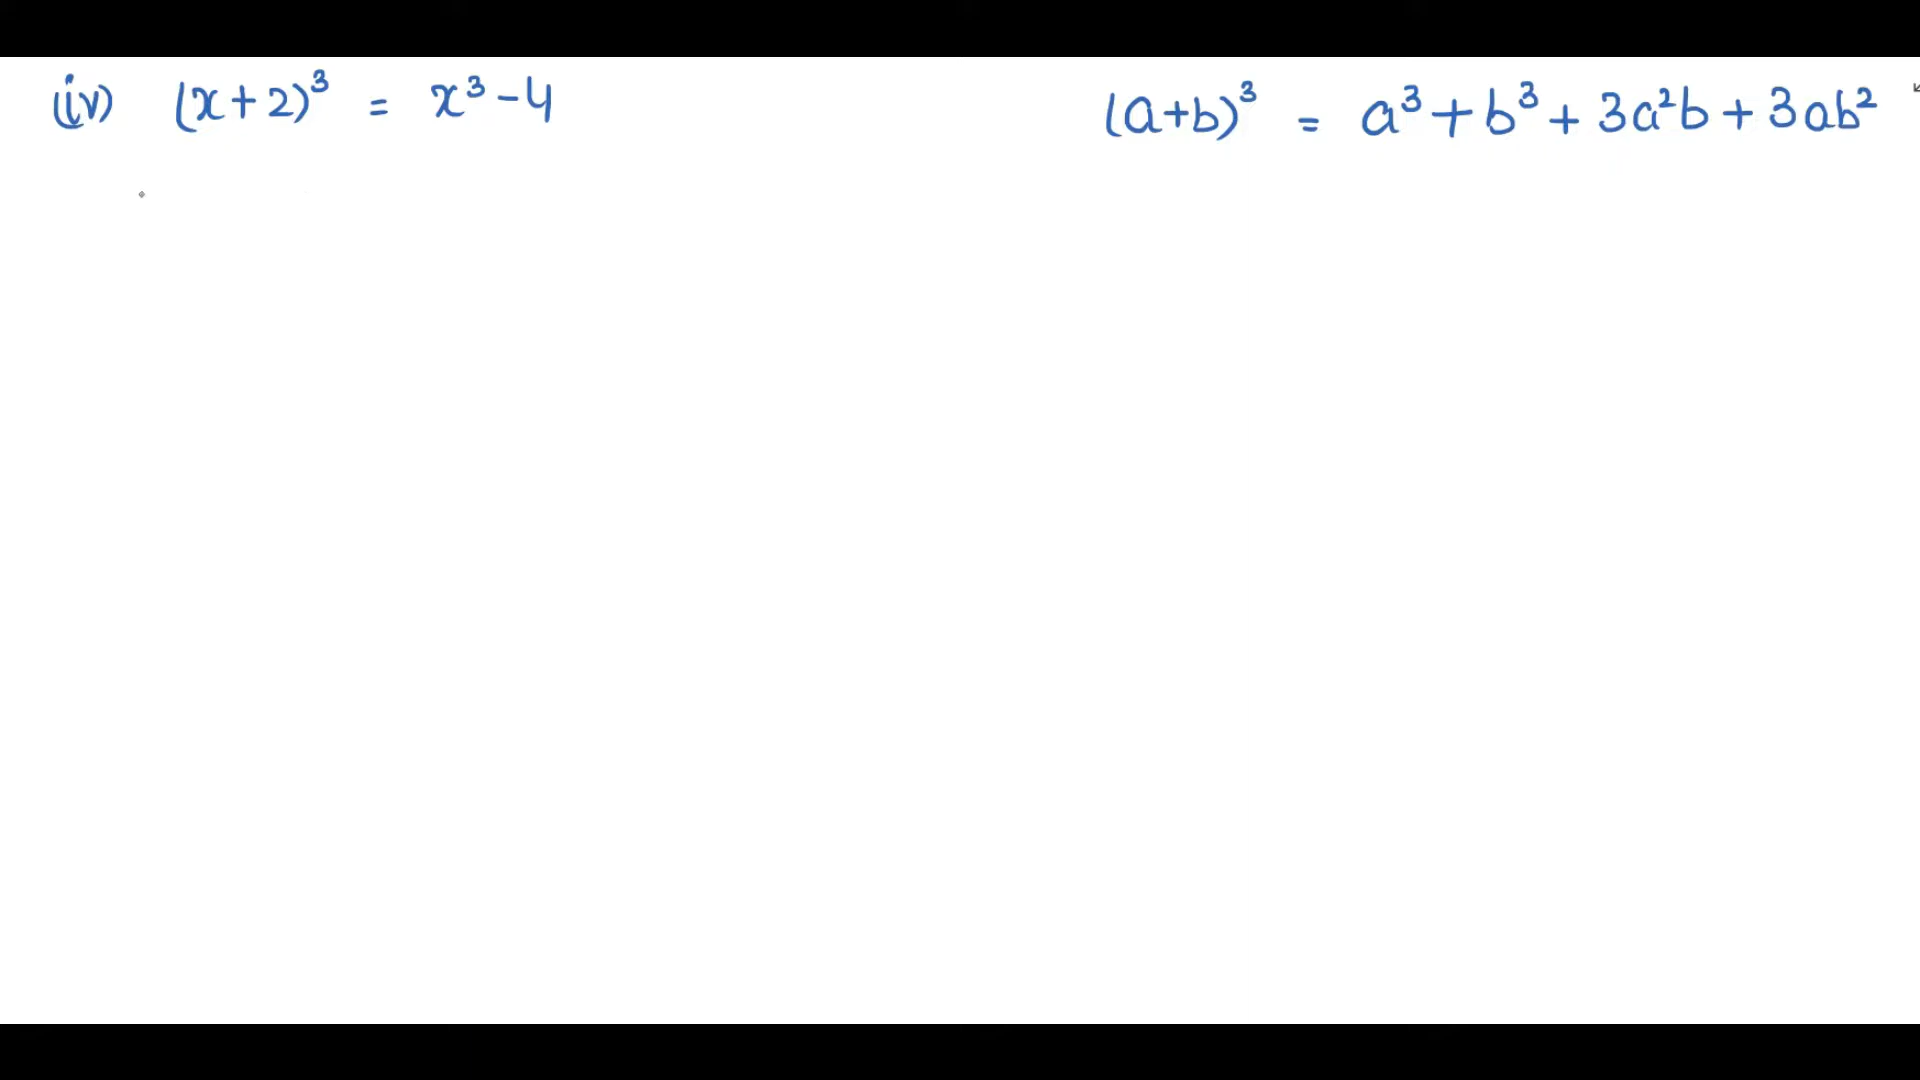 (iv) (x+2)³ = x³-4
(a+b)³ = a³+b³+3a²b+3ab²